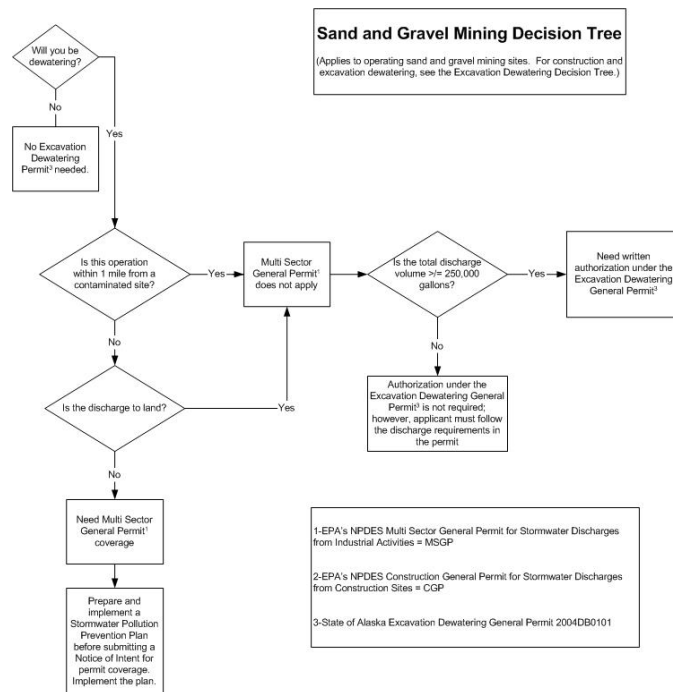 Sand and Gravel Mining Decision Tree
(Applies to operating sand and gravel mining sites. For construction and
excavation dewatering, see the Excavation Dewatering Decision Tree.)
Will you be
dewatering?
No
Yes
No Excavation
Dewatering
Permit³ needed.
Is this operation
within 1 mile from a
contaminated site?
Yes
Multi Sector
General Permit¹
does not apply
Is the total discharge
volume >/= 250,000
gallons?
Yes
Need written
authorization under the
Excavation Dewatering
General Permit³
No
No
Authorization under the
Excavation Dewatering General
Permit³ is not required;
however, applicant must follow
the discharge requirements in
the permit
Is the discharge to land?
Yes
No
Need Multi Sector
General Permit¹
coverage
Prepare and
implement a
Stormwater Pollution
Prevention Plan
before submitting a
Notice of Intent for
permit coverage.
Implement the plan.
1-EPA's NPDES Multi Sector General Permit for Stormwater Discharges
from Industrial Activities = MSGP
2-EPA's NPDES Construction General Permit for Stormwater Discharges
from Construction Sites = CGP
3-State of Alaska Excavation Dewatering General Permit 2004DB0101